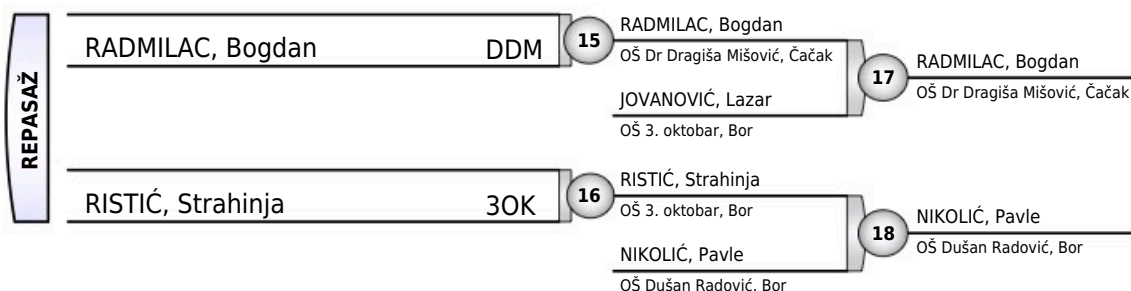 REPASAŽ
RADMILAC, Bogdan DDM
15
RADMILAC, Bogdan
OŠ Dr Dragiša Mišović, Čačak
JOVANOVIĆ, Lazar
OŠ 3. oktobar, Bor
17
RADMILAC, Bogdan
OŠ Dr Dragiša Mišović, Čačak
RISTIĆ, Strahinja 3OK
16
RISTIĆ, Strahinja
OŠ 3. oktobar, Bor
NIKOLIĆ, Pavle
OŠ Dušan Radović, Bor
18
NIKOLIĆ, Pavle
OŠ Dušan Radović, Bor